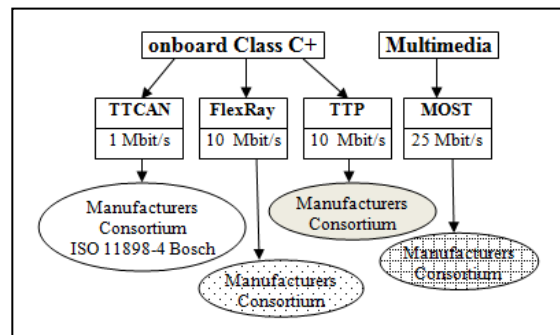 onboard Class C+
Multimedia
TTCAN
1 Mbit/s
FlexRay
10 Mbit/s
TTP
10 Mbit/s
MOST
25 Mbit/s
Manufacturers
Consortium
ISO 11898-4 Bosch
Manufacturers
Consortium
Manufacturers
Consortium
Manufacturers
Consortium